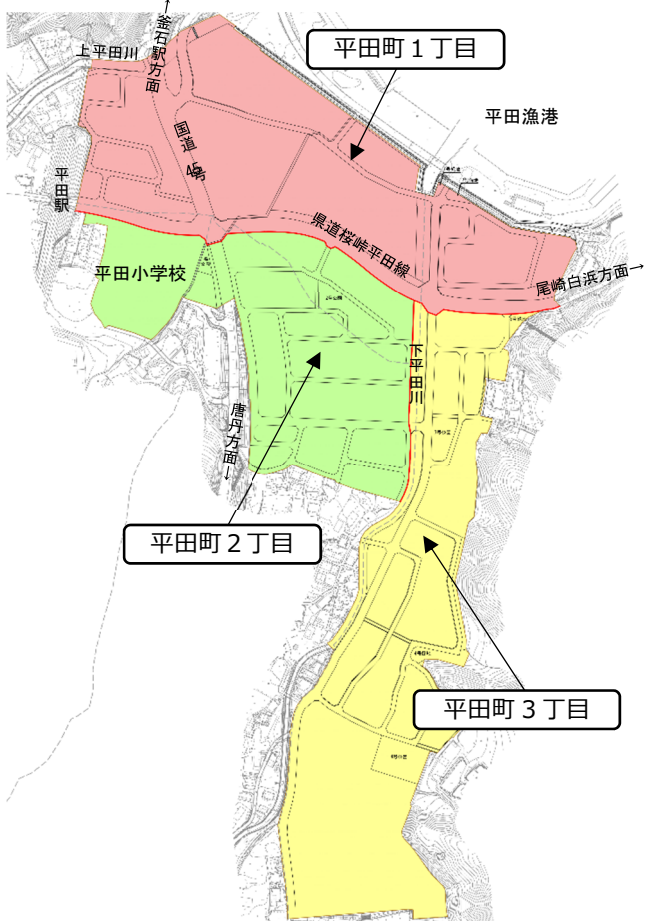 ←釜石駅方面
平田町１丁目
上平田川
平田漁港
国道45号
平田駅
県道桜峠平田線
平田小学校
尾崎白浜方面→
下平田川
唐丹方面→
平田町２丁目
平田町３丁目